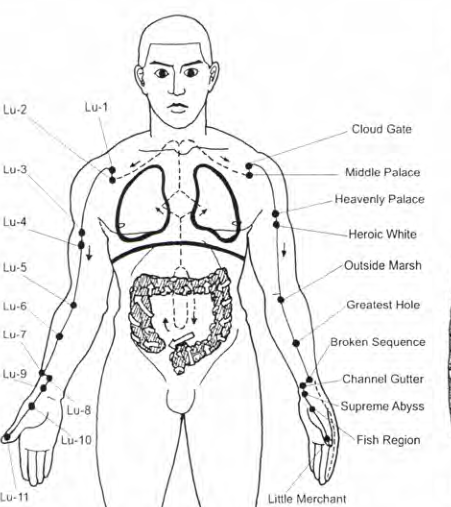 Lu-1
Lu-2
Lu-3
Lu-4
Lu-5
Lu-6
Lu-7
Lu-9
Lu-8
Lu-10
Lu-11
Cloud Gate
Middle Palace
Heavenly Palace
Heroic White
Outside Marsh
Greatest Hole
Broken Sequence
Channel Gutter
Supreme Abyss
Fish Region
Little Merchant